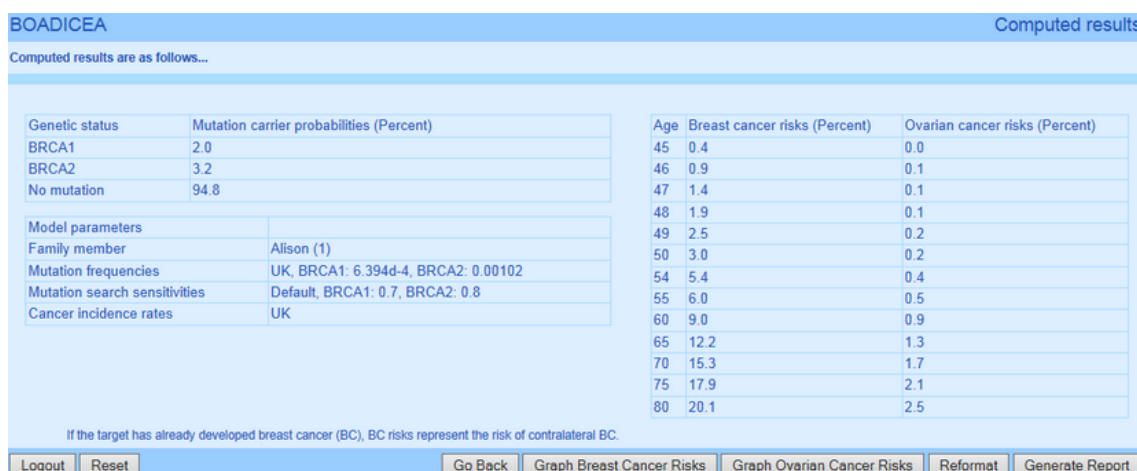 BOADICEA Computed results
Computed results are as follows...
Genetic status Mutation carrier probabilities (Percent)
BRCA1 2.0
BRCA2 3.2
No mutation 94.8
Model parameters
Family member Alison (1)
Mutation frequencies UK, BRCA1: 6.394d-4, BRCA2: 0.00102
Mutation search sensitivities Default, BRCA1: 0.7, BRCA2: 0.8
Cancer incidence rates UK
Age Breast cancer risks (Percent) Ovarian cancer risks (Percent)
45 0.4 0.0
46 0.9 0.1
47 1.4 0.1
48 1.9 0.1
49 2.5 0.2
50 3.0 0.2
54 5.4 0.4
55 6.0 0.5
60 9.0 0.9
65 12.2 1.3
70 15.3 1.7
75 17.9 2.1
80 20.1 2.5
If the target has already developed breast cancer (BC), BC risks represent the risk of contralateral BC.
Logout Reset Go Back Graph Breast Cancer Risks Graph Ovarian Cancer Risks Reformat Generate Report